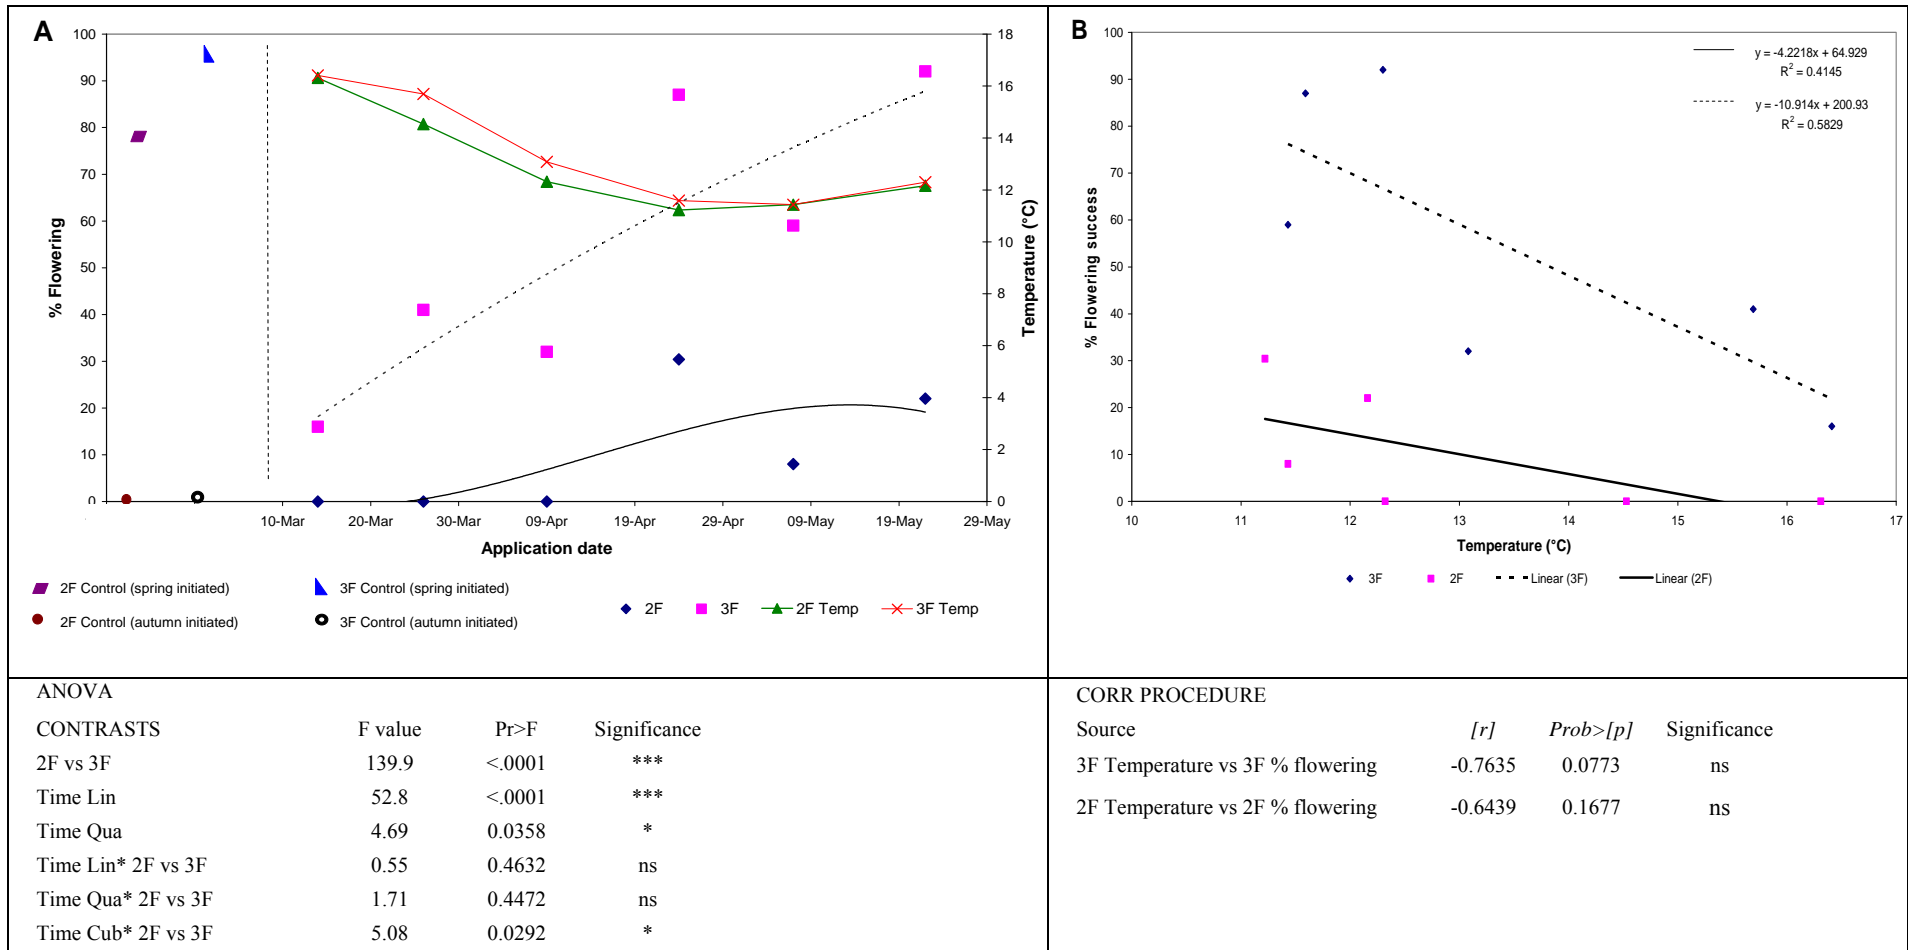 A
100
90
80
70
60
50
40
30
20
10
0
% Flowering
18
16
14
12
10
8
6
4
2
0
Temperature (°C)
10-Mar 20-Mar 30-Mar 09-Apr 19-Apr 29-Apr 09-May 19-May 29-May
Application date
2F Control (spring initiated) 3F Control (spring initiated)
2F Control (autumn initiated) 3F Control (autumn initiated)
2F 3F 2F Temp 3F Temp
B
100
90
80
70
60
50
40
30
20
10
0
% Flowering success
y = -4.2218x + 64.929
R² = 0.4145
y = -10.914x + 200.93
R² = 0.5829
10 11 12 13 14 15 16 17
Temperature (°C)
3F 2F Linear (3F) Linear (2F)
ANOVA
CONTRASTS F value Pr>F Significance
2F vs 3F 139.9 <.0001 ***
Time Lin 52.8 <.0001 ***
Time Qua 4.69 0.0358 *
Time Lin* 2F vs 3F 0.55 0.4632 ns
Time Qua* 2F vs 3F 1.71 0.4472 ns
Time Cub* 2F vs 3F 5.08 0.0292 *
CORR PROCEDURE
Source [r] Prob>[p] Significance
3F Temperature vs 3F % flowering -0.7635 0.0773 ns
2F Temperature vs 2F % flowering -0.6439 0.1677 ns